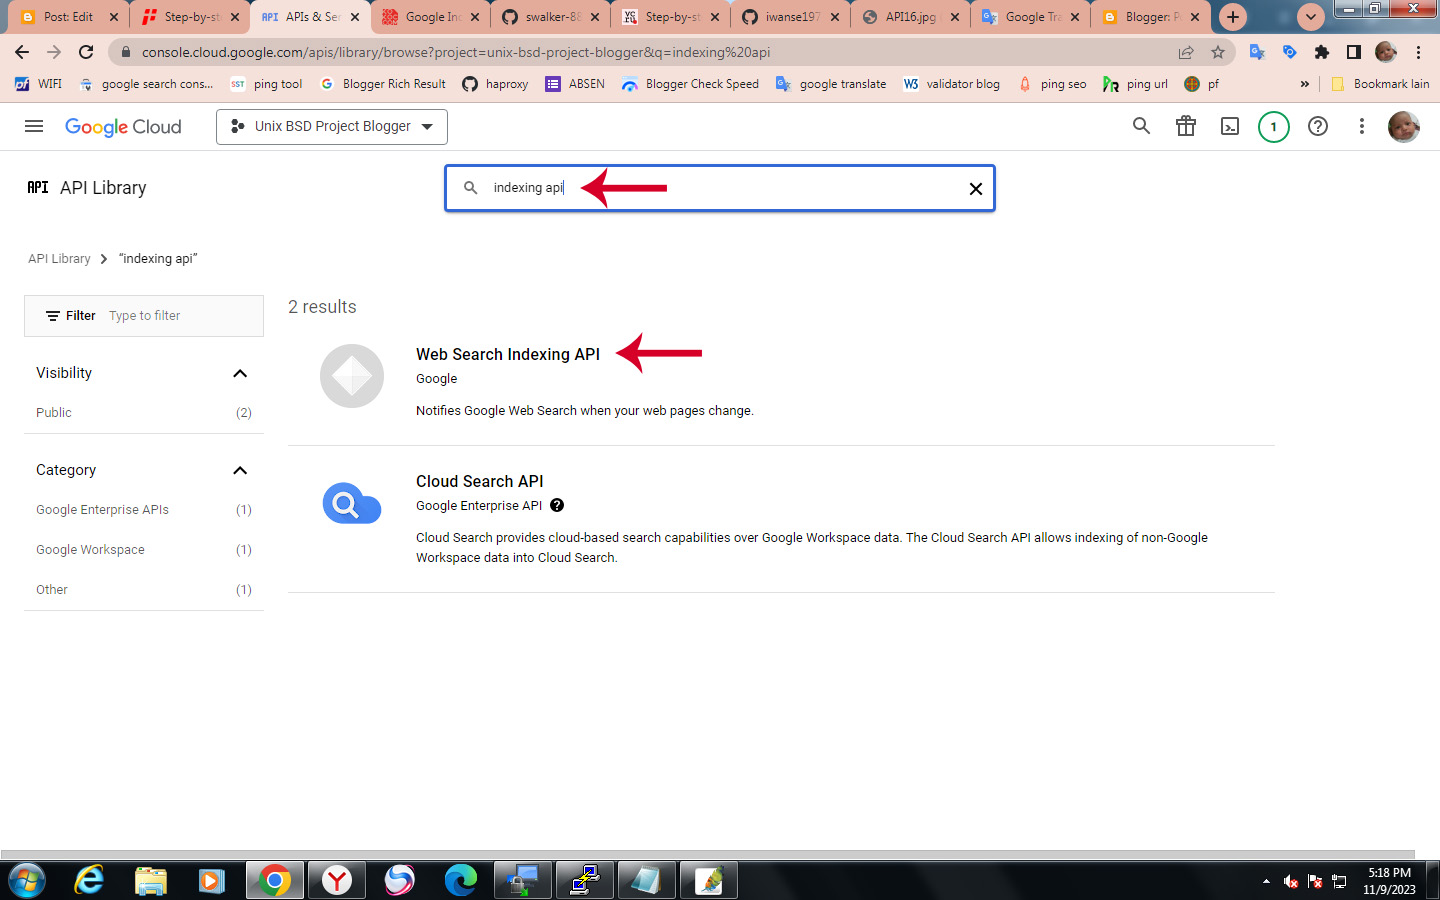 Post: Edit
Step-by-st
APIs & Ser
Google Inc
swalker-88
Step-by-st
iwanse197
API16.jpg
Google Tra
Blogger: P
console.cloud.google.com/apis/library/browse?project=unix-bsd-project-blogger&q=indexing%20api
WIFI
google search cons...
SST
ping tool
Blogger Rich Result
haproxy
ABSEN
Blogger Check Speed
google translate
validator blog
ping seo
ping url
pf
»
Bookmark lain
Google Cloud
Unix BSD Project Blogger
1
API API Library
indexing api
API Library > “indexing api”
Filter Type to filter
2 results
Visibility
Public (2)
Category
Google Enterprise APIs (1)
Google Workspace (1)
Other (1)
Web Search Indexing API
Google
Notifies Google Web Search when your web pages change.
Cloud Search API
Google Enterprise API
Cloud Search provides cloud-based search capabilities over Google Workspace data. The Cloud Search API allows indexing of non-Google
Workspace data into Cloud Search.
5:18 PM
11/9/2023